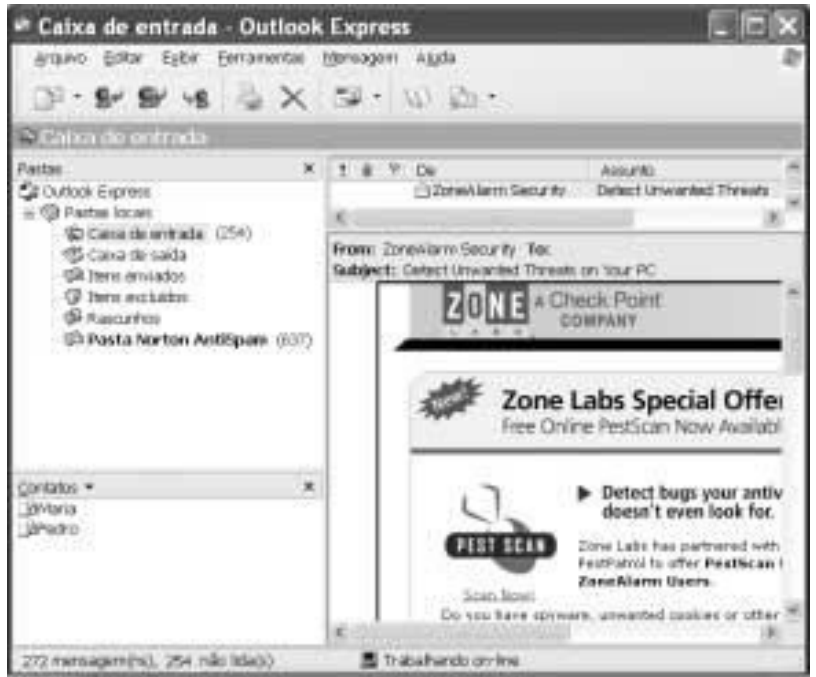 Caixa de entrada - Outlook Express
Arquivo Editar Exibir Ferramentas Mensagem Ajuda
Caixa de entrada
Pastas
Outlook Express
Pastas locais
Caixa de entrada (254)
Caixa de saída
Itens enviados
Itens excluídos
Rascunhos
Pasta Norton AntiSpam (637)
Contatos
Maria
Pedro
De Assunto
ZoneAlarm Security Detect Unwanted Threats
From: ZoneAlarm Security To:
Subject: Detect Unwanted Threats on Your PC
ZONE
LABS
A Check Point
COMPANY
Zone Labs Special Offer
Free Online PestScan Now Availabl
Detect bugs your antiv
doesn't even look for.
PEST SCAN
Zone Labs has partnered with
PestPatrol to offer PestScan
ZoneAlarm Users.
Scan Now!
Do you have spyware, unwanted cookies or other
272 mensagem(ns), 254 não lida(s)
Trabalhando on-line